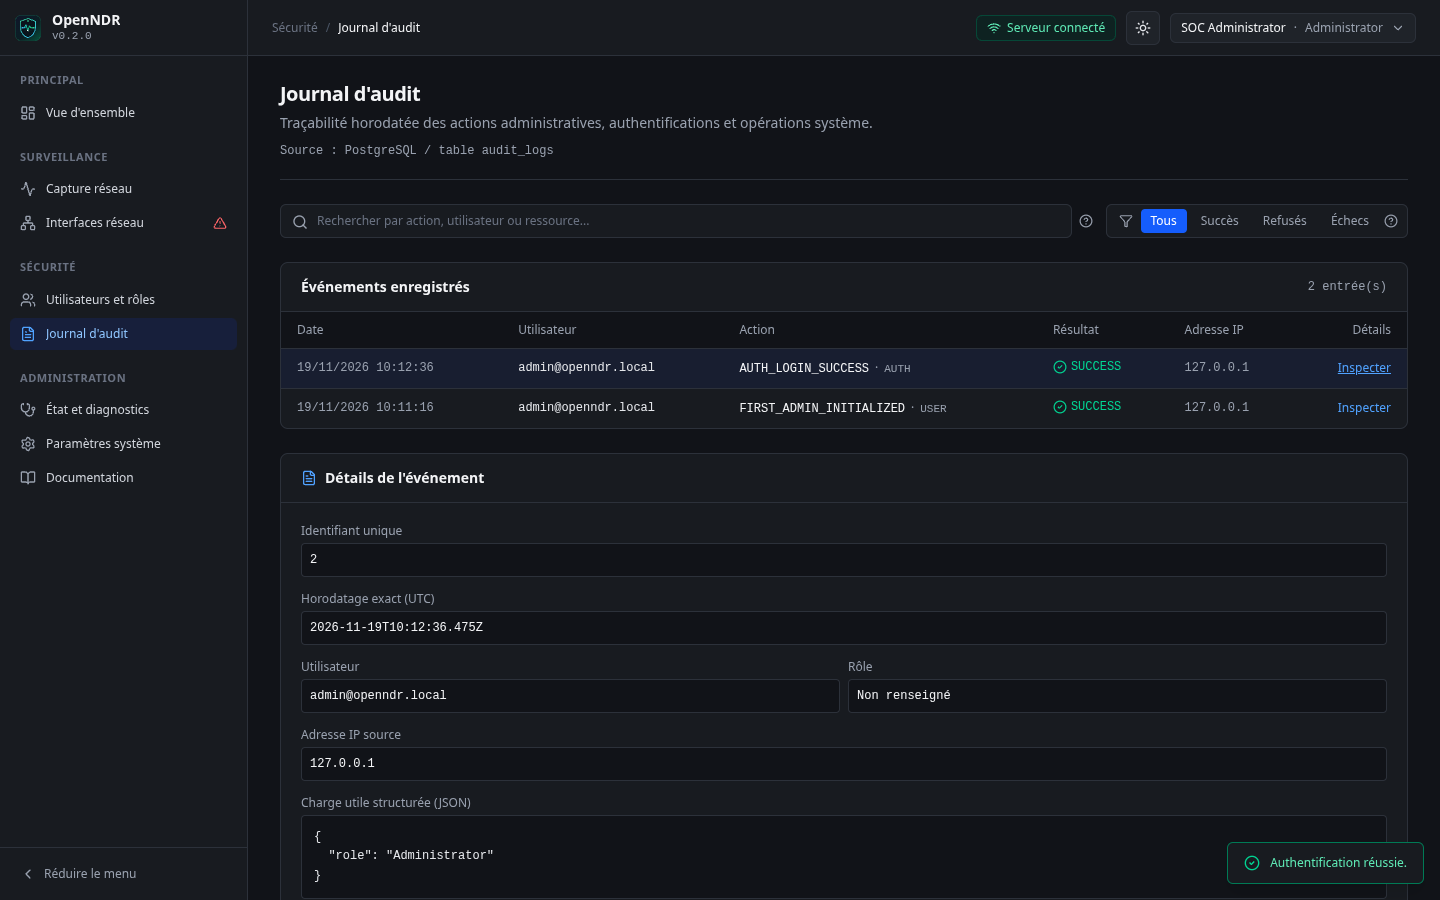 OpenNDR
v0.2.0
PRINCIPAL
Vue d'ensemble
SURVEILLANCE
Capture réseau
Interfaces réseau
SÉCURITÉ
Utilisateurs et rôles
Journal d'audit
ADMINISTRATION
État et diagnostics
Paramètres système
Documentation
Réduire le menu
Sécurité / Journal d'audit
Serveur connecté
SOC Administrator · Administrator
Journal d'audit
Traçabilité horodatée des actions administratives, authentifications et opérations système.
Source : PostgreSQL / table audit_logs
Rechercher par action, utilisateur ou ressource...
Tous Succès Refusés Échecs
Événements enregistrés 2 entrée(s)
Date Utilisateur Action Résultat Adresse IP Détails
19/11/2026 10:12:36 admin@openndr.local AUTH_LOGIN_SUCCESS · AUTH SUCCESS 127.0.0.1 Inspecter
19/11/2026 10:11:16 admin@openndr.local FIRST_ADMIN_INITIALIZED · USER SUCCESS 127.0.0.1 Inspecter
Détails de l'événement
Identifiant unique
2
Horodatage exact (UTC)
2026-11-19T10:12:36.475Z
Utilisateur Rôle
admin@openndr.local Non renseigné
Adresse IP source
127.0.0.1
Charge utile structurée (JSON)
{
"role": "Administrator"
}
Authentification réussie.